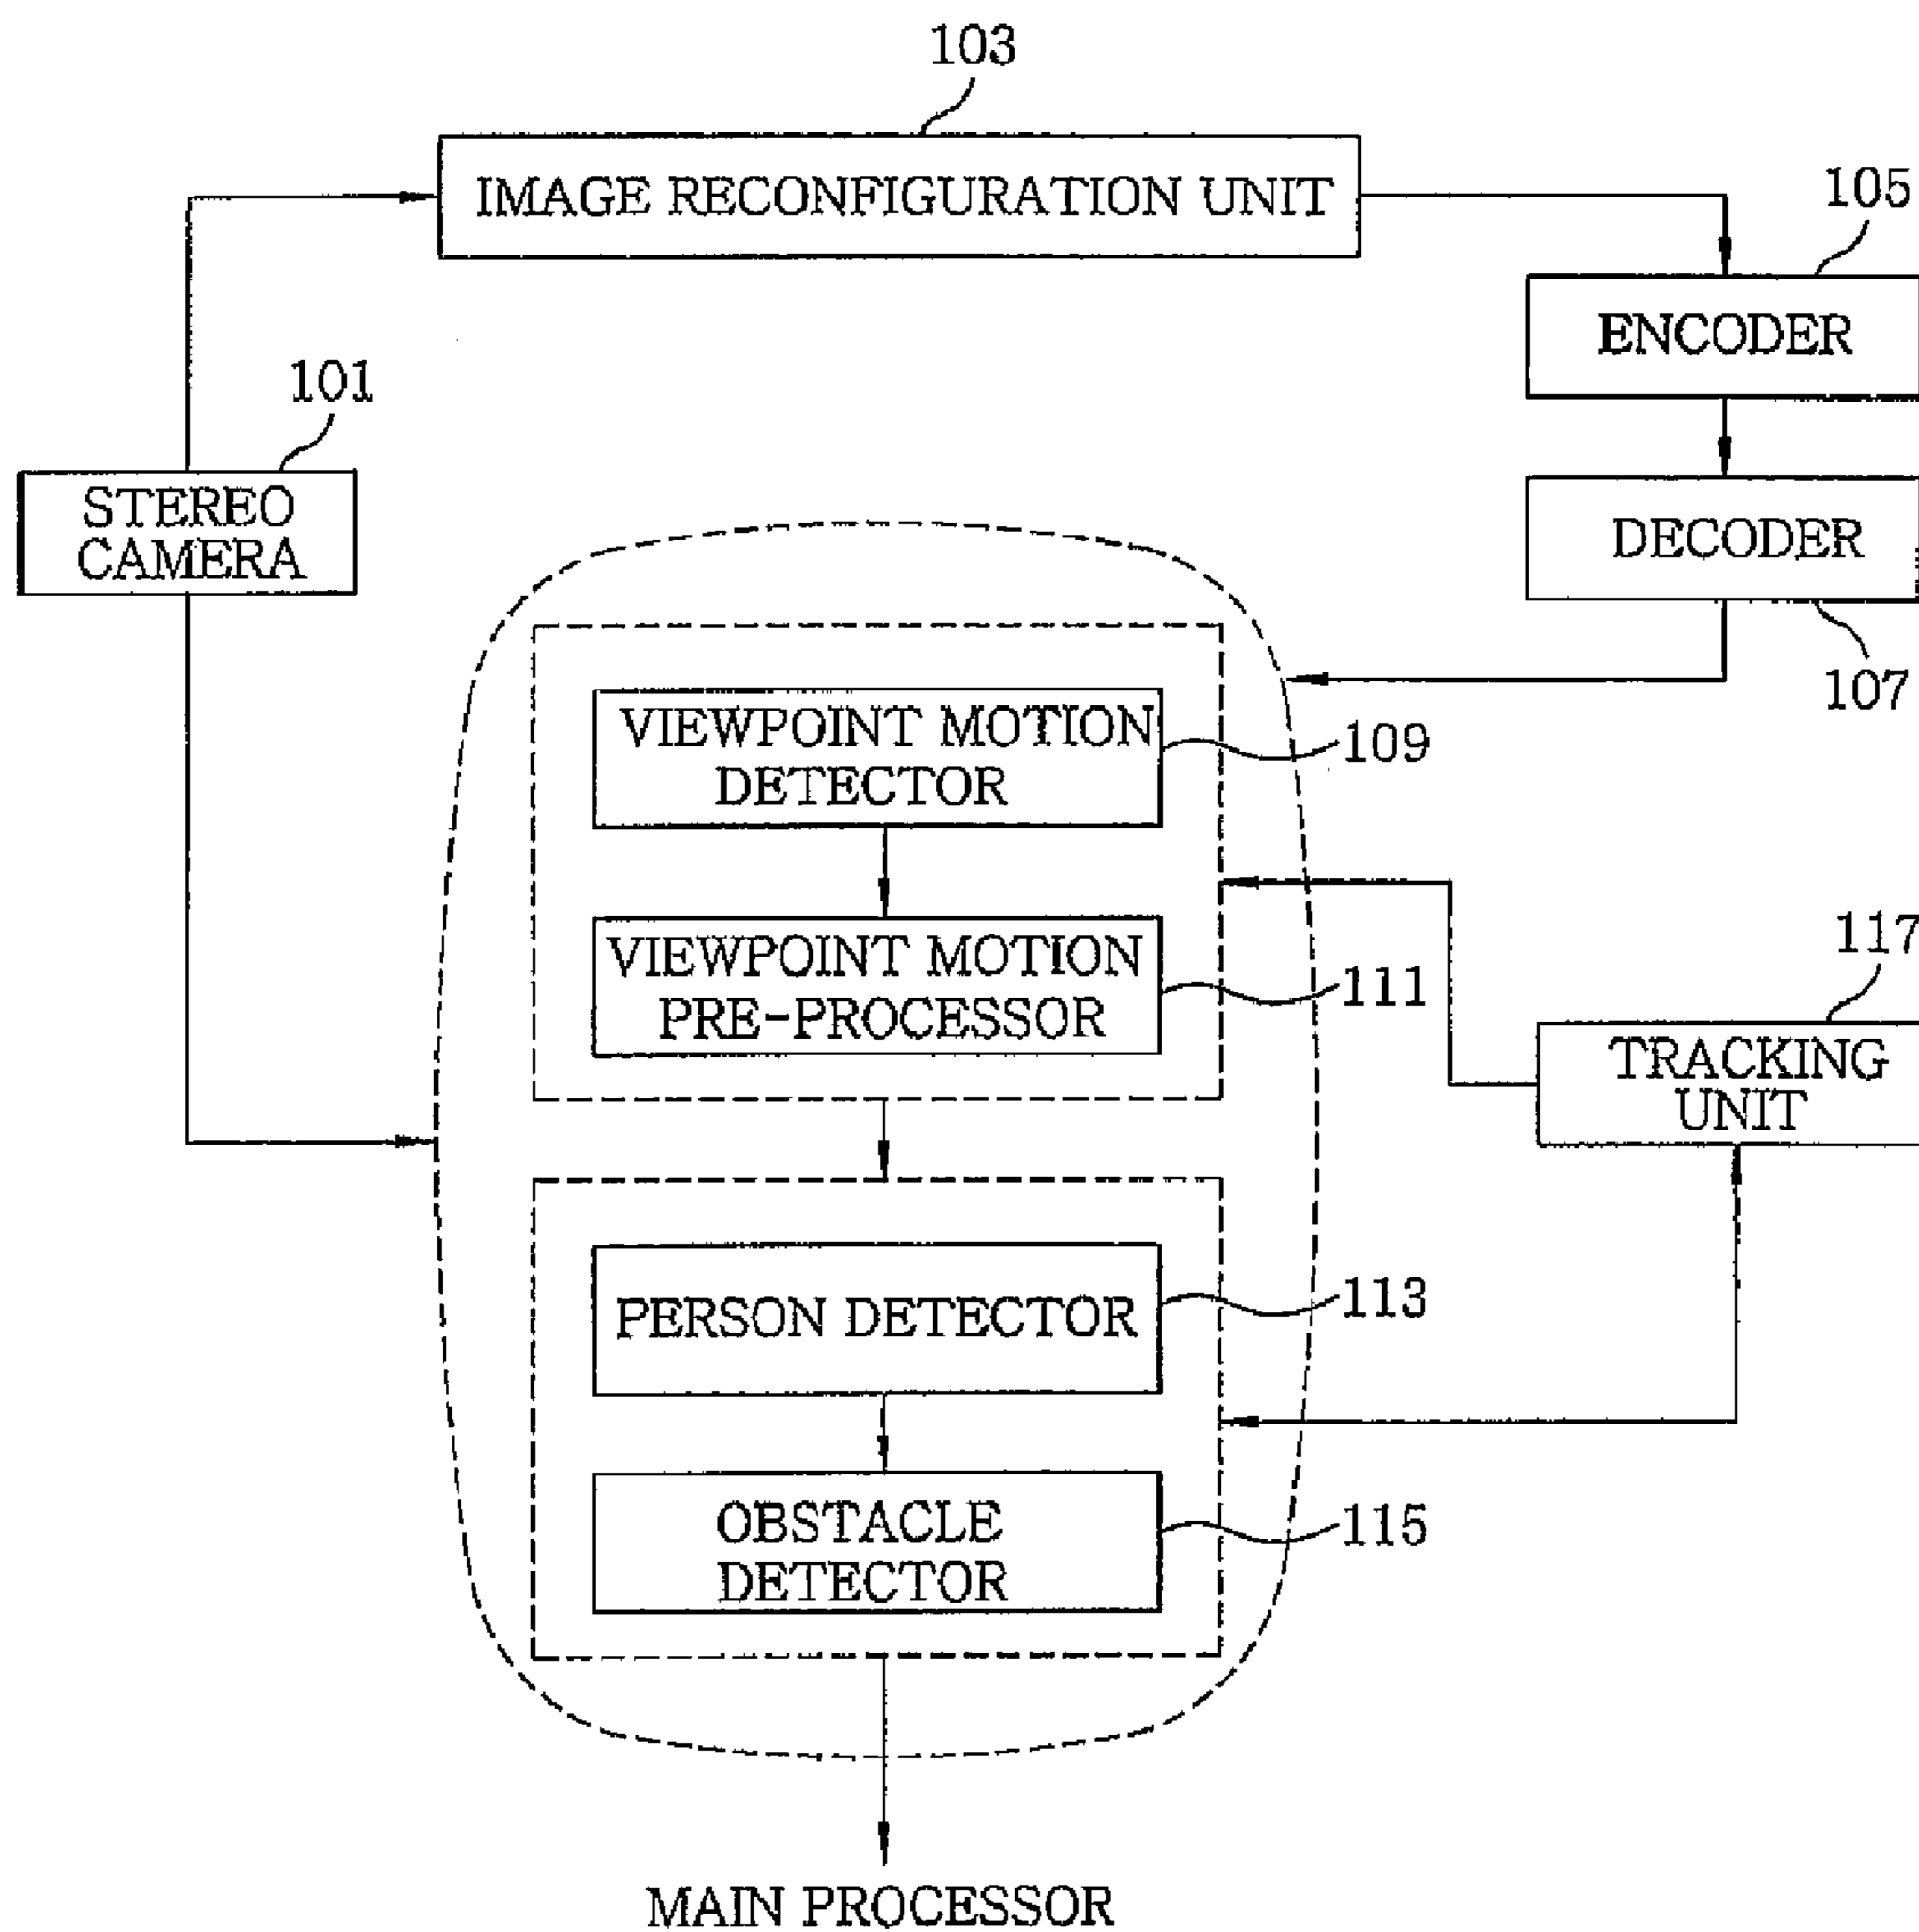 103
IMAGE RECONFIGURATION UNIT
105
ENCODER
101
STEREO
CAMERA
DECODER
107
VIEWPOINT MOTION
DETECTOR
109
VIEWPOINT MOTION
PRE-PROCESSOR
111
117
TRACKING
UNIT
PERSON DETECTOR
113
OBSTACLE
DETECTOR
115
MAIN PROCESSOR